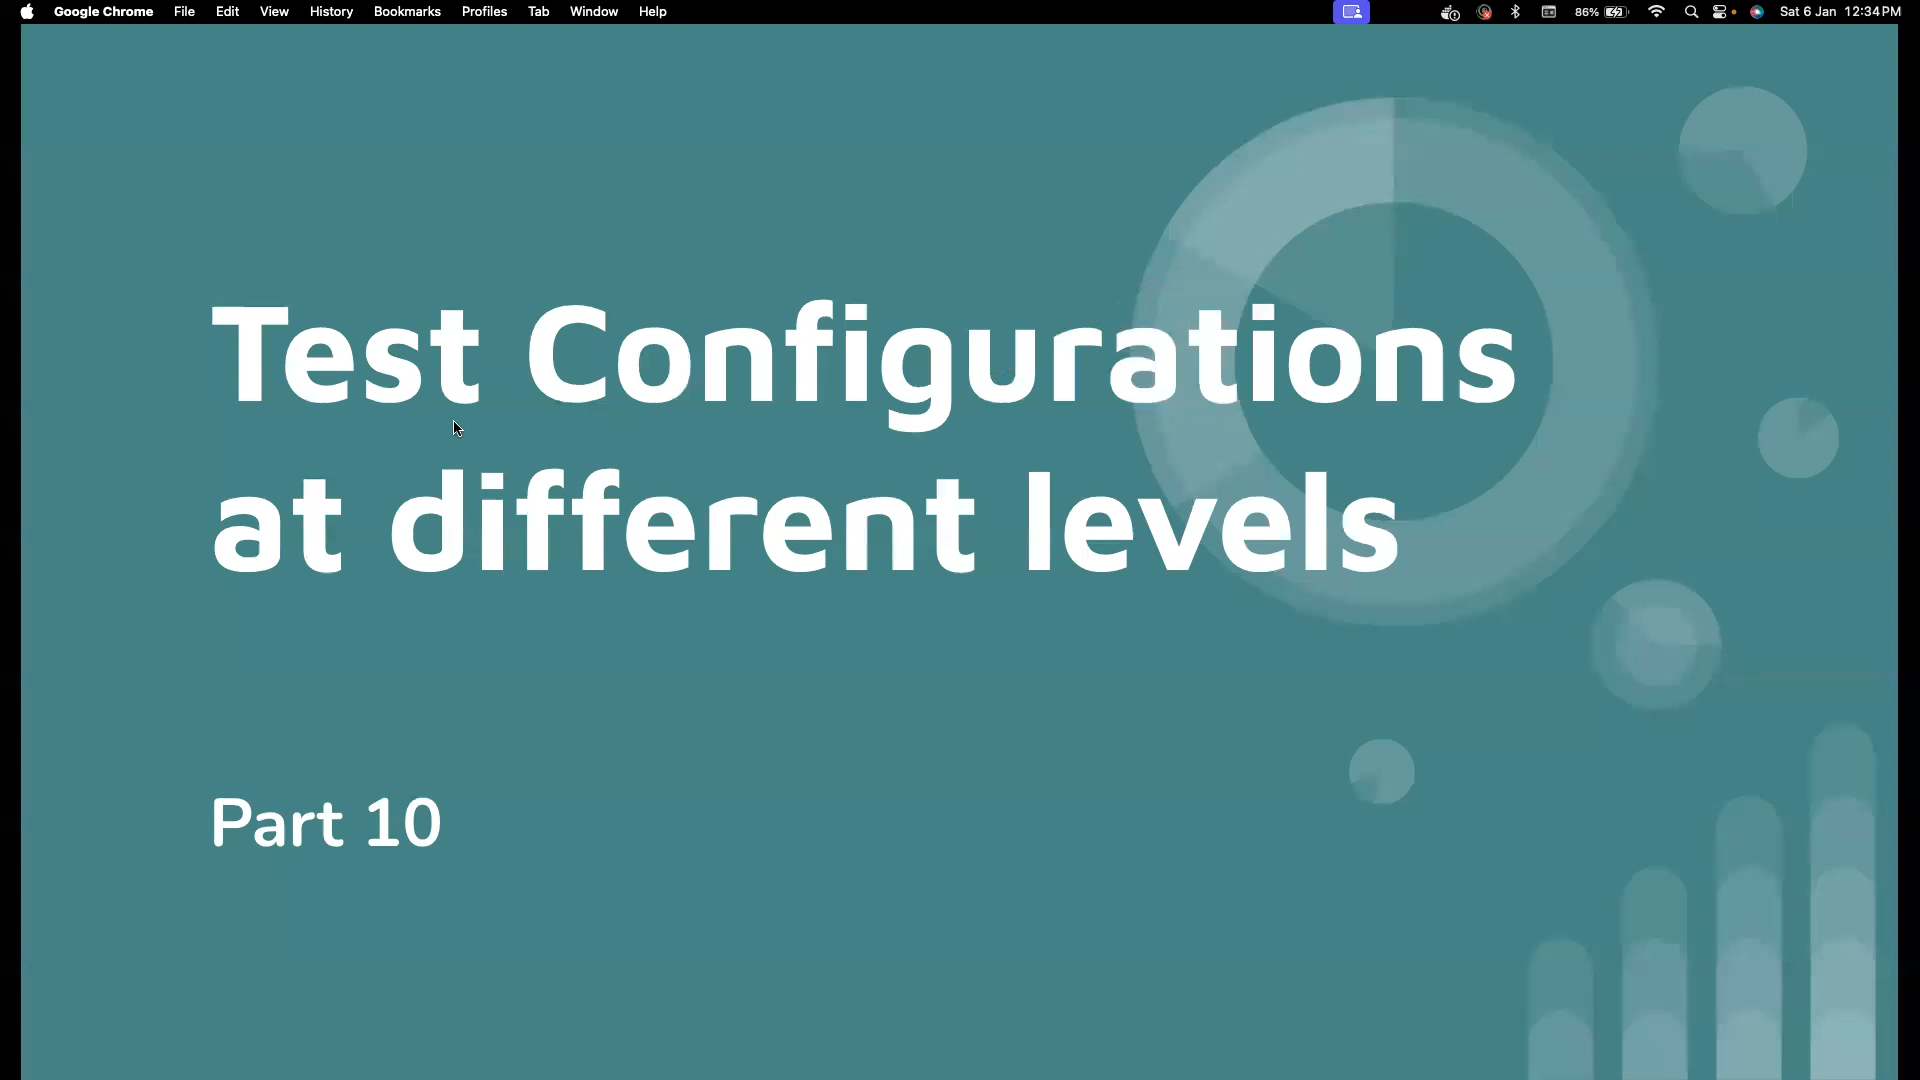 Google Chrome File Edit View History Bookmarks Profiles Tab Window Help 86% Sat 6 Jan 12:34 PM
Test Configurations
at different levels
Part 10